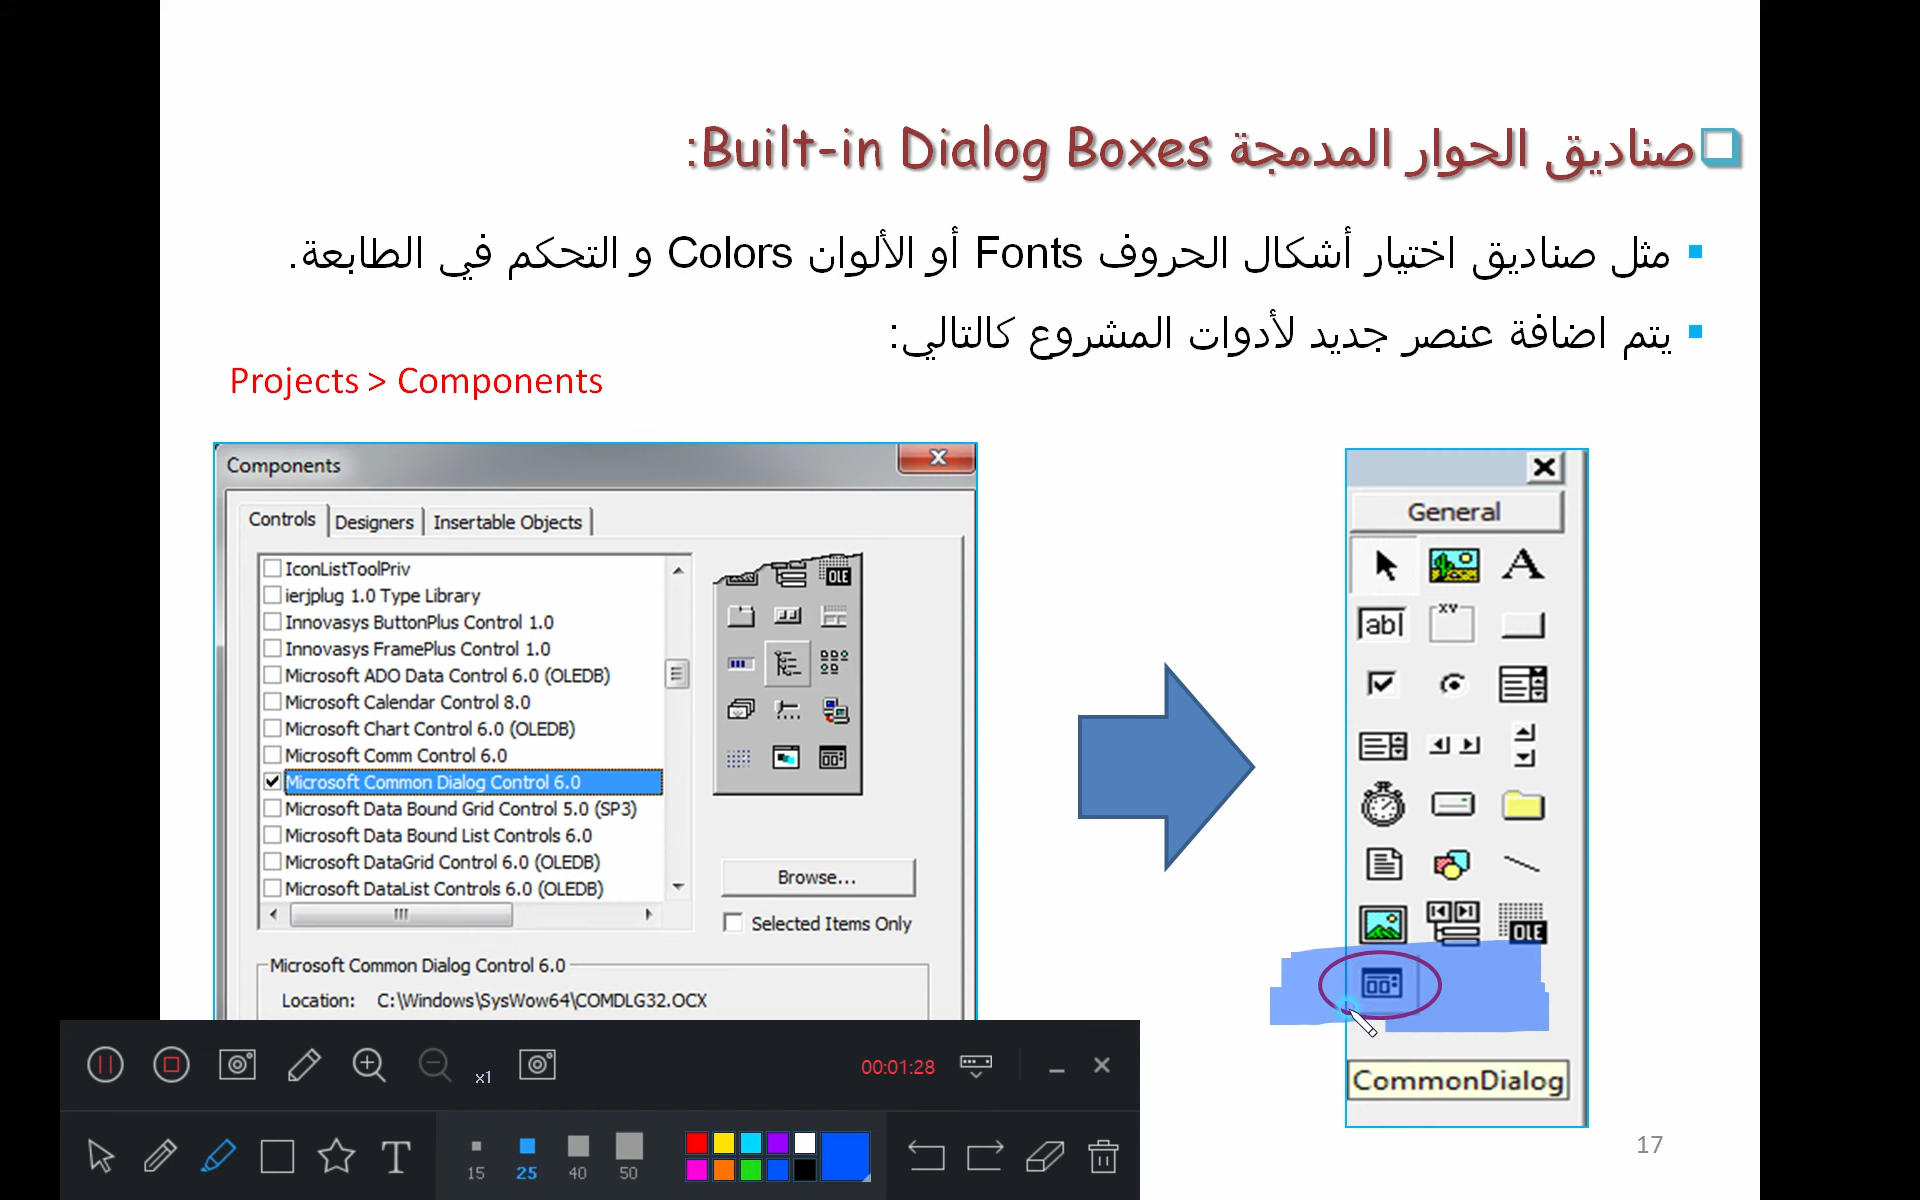 صناديق الحوار المدمجة Built-in Dialog Boxes:
مثل صناديق اختيار أشكال الحروف Fonts أو الألوان Colors و التحكم في الطابعة.
يتم اضافة عنصر جديد لأدوات المشروع كالتالي:
Projects > Components
Components
Controls Designers Insertable Objects
IconListToolPriv
ierjplug 1.0 Type Library
Innovasys ButtonPlus Control 1.0
Innovasys FramePlus Control 1.0
Microsoft ADO Data Control 6.0 (OLEDB)
Microsoft Calendar Control 8.0
Microsoft Chart Control 6.0 (OLEDB)
Microsoft Comm Control 6.0
Microsoft Common Dialog Control 6.0
Microsoft Data Bound Grid Control 5.0 (SP3)
Microsoft Data Bound List Controls 6.0
Microsoft DataGrid Control 6.0 (OLEDB)
Microsoft DataList Controls 6.0 (OLEDB)
OLE
Browse...
Selected Items Only
Microsoft Common Dialog Control 6.0
Location: C:\Windows\SysWow64\COMDLG32.OCX
General
A
ab
XY
OLE
CommonDialog
x1
00:01:28
T
15 25 40 50
17